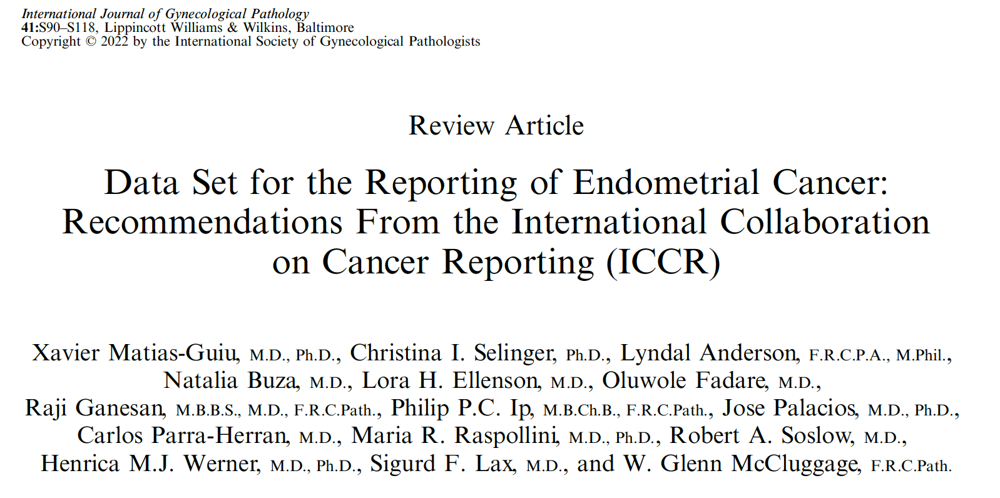 International Journal of Gynecological Pathology
41:S90–S118, Lippincott Williams & Wilkins, Baltimore
Copyright © 2022 by the International Society of Gynecological Pathologists
Review Article
Data Set for the Reporting of Endometrial Cancer:
Recommendations From the International Collaboration
on Cancer Reporting (ICCR)
Xavier Matias-Guiu, M.D., Ph.D., Christina I. Selinger, Ph.D., Lyndal Anderson, F.R.C.P.A., M.Phil.,
Natalia Buza, M.D., Lora H. Ellenson, M.D., Oluwole Fadare, M.D.,
Raji Ganesan, M.B.B.S., M.D., F.R.C.Path., Philip P.C. Ip, M.B.Ch.B., F.R.C.Path., Jose Palacios, M.D., Ph.D.,
Carlos Parra-Herran, M.D., Maria R. Raspollini, M.D., Ph.D., Robert A. Soslow, M.D.,
Henrica M.J. Werner, M.D., Ph.D., Sigurd F. Lax, M.D., and W. Glenn McCluggage, F.R.C.Path.